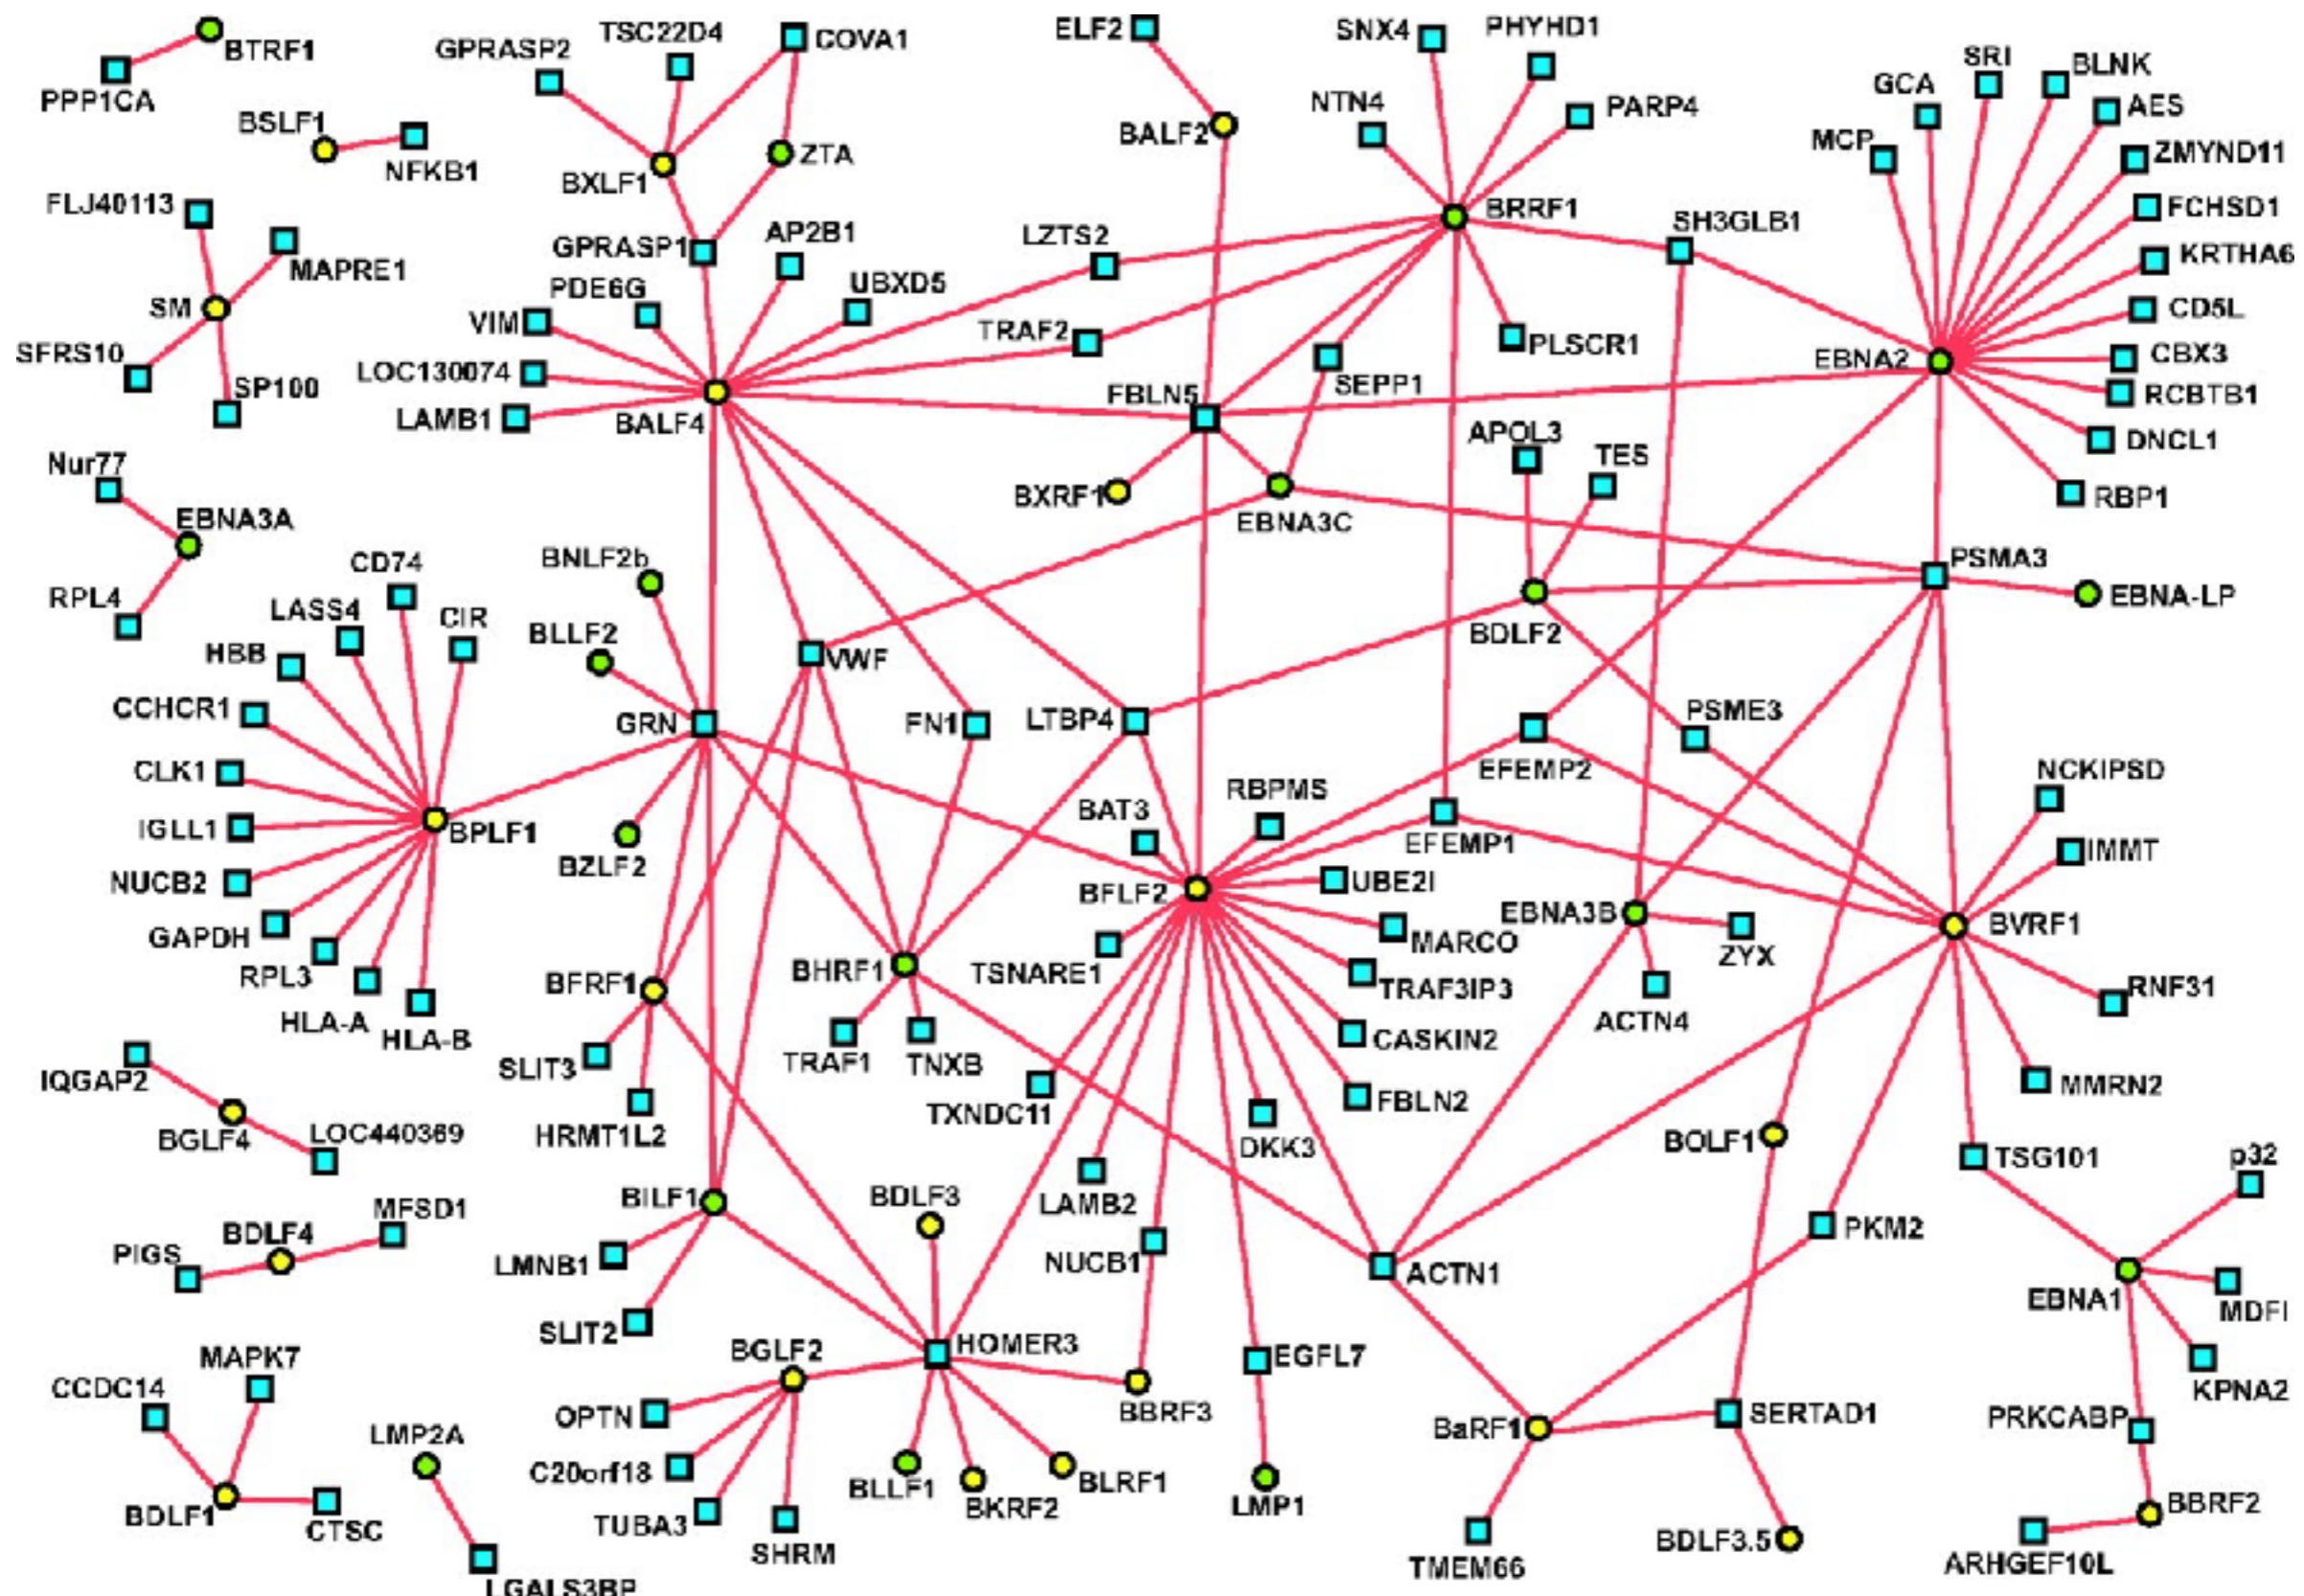 BTRF1
PPP1CA
BSLF1
NFKB1
GPRASP2
TSC22D4
COVA1
BXLF1
ZTA
ELF2
BALF2
SNX4
PHYHD1
NTN4
PARP4
BRRF1
SH3GLB1
GCA
SRI
BLNK
MCP
AES
ZMYND11
FCHSD1
KRTHA6
CD5L
CBX3
RCBTB1
DNCL1
RBP1
EBNA2
FLJ40113
MAPRE1
SM
SFRS10
SP100
GPRASP1
AP2B1
PDE6G
UBXD5
VIM
LOC130074
LAMB1
BALF4
LZTS2
TRAF2
FBLN5
SEPP1
PLSCR1
BXRF1
EBNA3C
APOL3
TES
BDLF2
PSMA3
EBNA-LP
Nur77
EBNA3A
RPL4
CD74
LASS4
CIR
HBB
CCHCR1
CLK1
IGLL1
NUCB2
GAPDH
RPL3
HLA-A
HLA-B
BPLF1
BNLF2b
BLLF2
GRN
BZLF2
VWF
FN1
LTBP4
EFEMP2
PSME3
EFEMP1
BAT3
RBPMS
UBE2I
BFLF2
MARCO
TRAF3IP3
CASKIN2
FBLN2
TSNARE1
TXNDC11
LAMB2
DKK3
NUCB1
EBNA3B
ZYX
ACTN4
NCKIPSD
IMMT
BVRF1
RNF31
MMRN2
BFRF1
SLIT3
HRMT1L2
BHRF1
TRAF1
TNXB
IQGAP2
BGLF4
LOC440369
BILF1
LMNB1
SLIT2
BDLF3
HOMER3
BOLF1
TSG101
p32
PKM2
ACTN1
EBNA1
MDFI
KPNA2
PIGS
BDLF4
MFSD1
MAPK7
CCDC14
BDLF1
CTSC
LMP2A
LGALS3BP
BGLF2
OPTN
C20orf18
TUBA3
SHRM
BLLF1
BKRF2
BLRF1
BBRF3
EGFL7
LMP1
BaRF1
SERTAD1
TMEM66
BDLF3.5
PRKCABP
BBRF2
ARHGEF10L